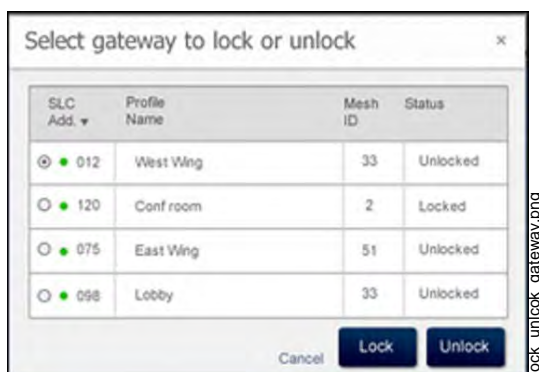 Select gateway to lock or unlock ×
SLC Add. ▼ Profile Name Mesh ID Status
012 West Wing 33 Unlocked
120 Conf room 2 Locked
075 East Wing 51 Unlocked
098 Lobby 33 Unlocked
Cancel Lock Unlock
ock_unlcok_gateway.png